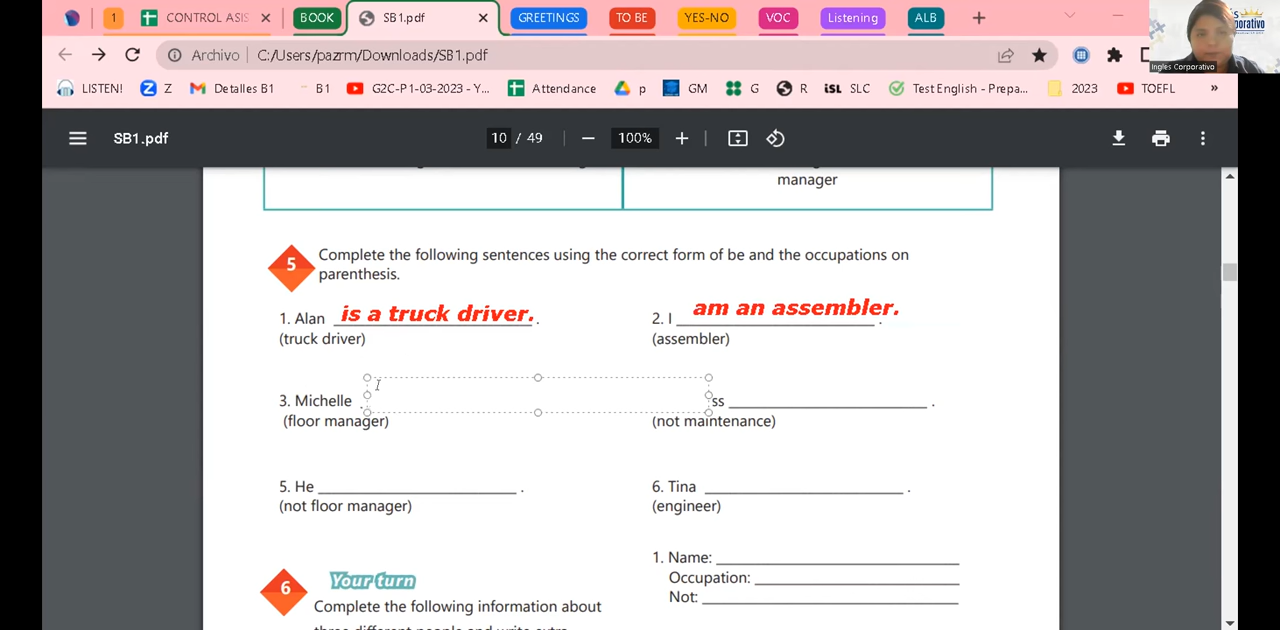 1 CONTROL ASIS BOOK SB1.pdf GREETINGS TO BE YES-NO VOC Listening ALB
Archivo C:/Users/pazrm/Downloads/SB1.pdf
Ingles Corporativo
LISTEN! Z Detalles B1 B1 G2C-P1-03-2023 - Y... Attendance p GM G R SLC Test English - Prepa... 2023 TOEFL »
SB1.pdf 10 / 49 100%
manager
5 Complete the following sentences using the correct form of be and the occupations on
parenthesis.
1. Alan is a truck driver. .
(truck driver)
2. I am an assembler. .
(assembler)
3. Michelle
(floor manager)
ss .
(not maintenance)
5. He .
(not floor manager)
6. Tina .
(engineer)
6 Your turn
Complete the following information about
1. Name:
Occupation:
Not: